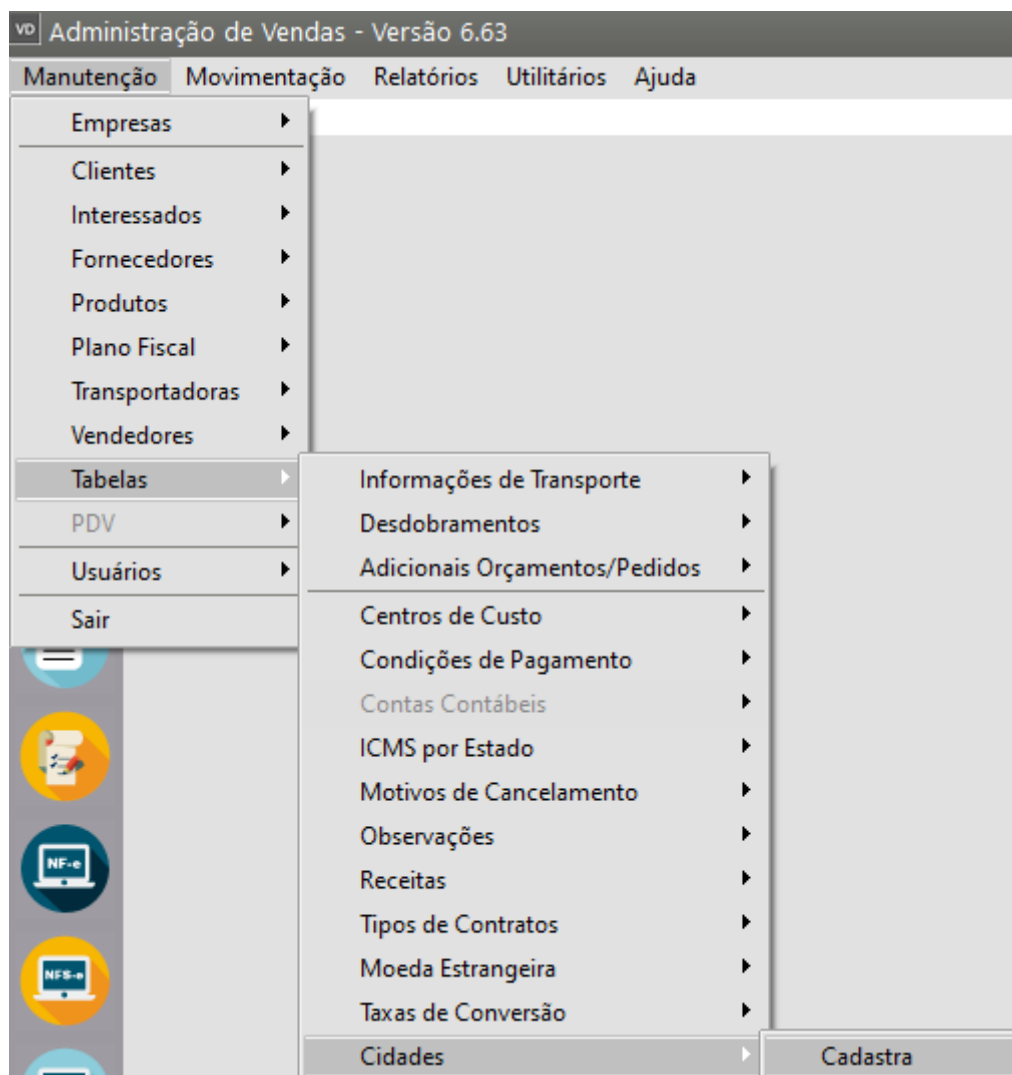 VD Administração de Vendas - Versão 6.63
Manutenção Movimentação Relatórios Utilitários Ajuda
Empresas
Clientes
Interessados
Fornecedores
Produtos
Plano Fiscal
Transportadoras
Vendedores
Tabelas
PDV
Usuários
Sair
Informações de Transporte
Desdobramentos
Adicionais Orçamentos/Pedidos
Centros de Custo
Condições de Pagamento
Contas Contábeis
ICMS por Estado
Motivos de Cancelamento
Observações
Receitas
Tipos de Contratos
Moeda Estrangeira
Taxas de Conversão
Cidades
Cadastra
NF-e
NFS-e